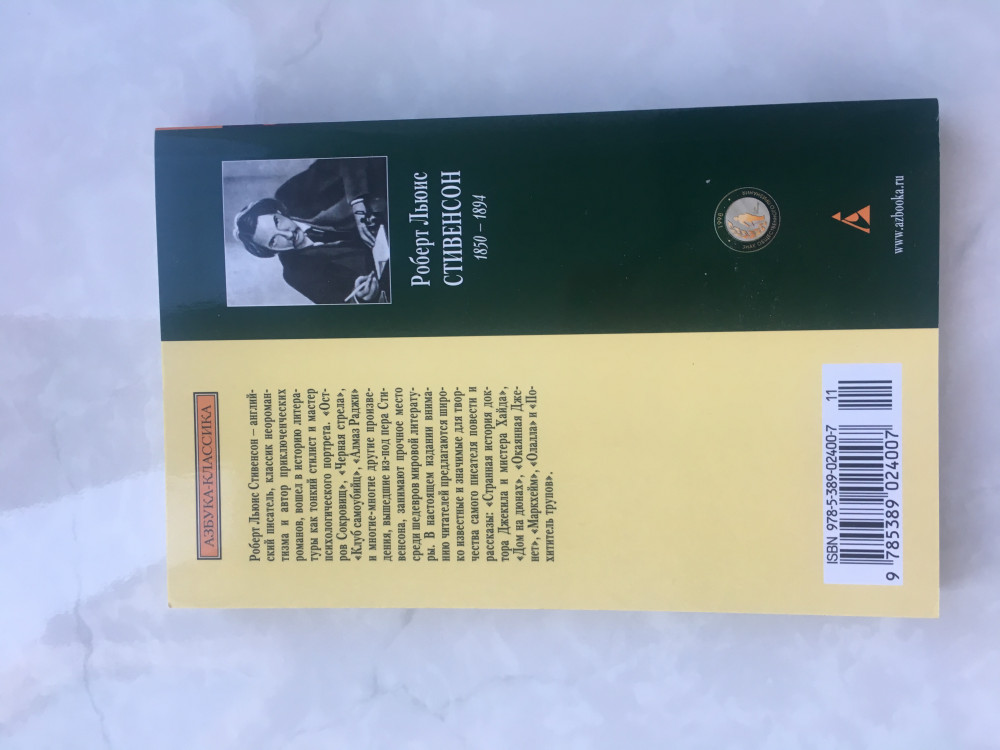 АЗБУКА-КЛАССИКА
Роберт Льюис Стивенсон – англий-
ский писатель, классик неороман-
тизма и автор приключенческих
романов, вошел в историю литера-
туры как тонкий стилист и мастер
психологического портрета. «Ост-
ров Сокровищ», «Черная стрела»,
«Клуб самоубийц», «Алмаз Раджи»
и многие-многие другие произве-
дения, вышедшие из-под пера Сти-
венсона, занимают прочное место
среди шедевров мировой литерату-
ры. В настоящем издании внима-
нию читателей предлагаются широ-
ко известные и значимые для твор-
чества самого писателя повести и
рассказы: «Странная история док-
тора Джекила и мистера Хайда»,
«Дом на дюнах», «Окаянная Дже-
нет», «Маркхейм», «Олалла» и «По-
хититель трупов».
ISBN 978-5-389-02400-7
11
9 785389 024007
Роберт Льюис
СТИВЕНСОН
1850 – 1894
1998
www.azbooka.ru